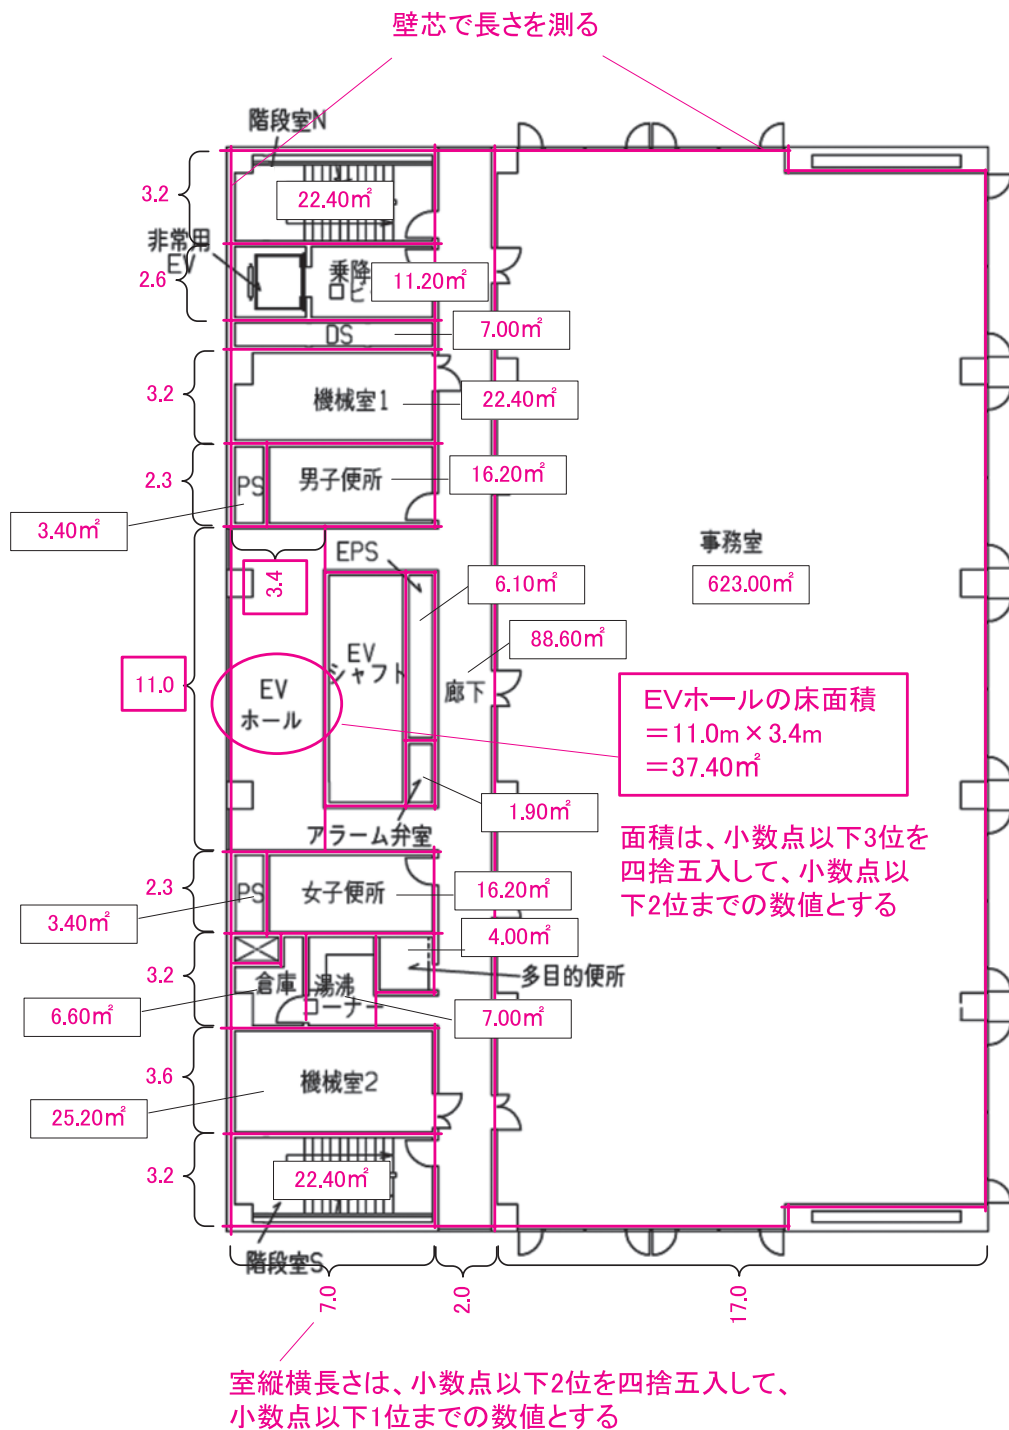 壁芯で長さを測る
階段室N
3.2
22.40㎡
非常用
EV
2.6
乗降
ロビ
11.20㎡
DS
7.00㎡
3.2
機械室1
22.40㎡
2.3
PS
男子便所
16.20㎡
3.40㎡
EPS
事務室
3.4
6.10㎡
623.00㎡
88.60㎡
EV
シャフト
廊下
11.0
EV
ホール
EVホールの床面積
＝11.0m×3.4m
＝37.40㎡
1.90㎡
アラーム弁室
面積は、小数点以下3位を
四捨五入して、小数点以
下2位までの数値とする
2.3
PS
女子便所
16.20㎡
3.40㎡
4.00㎡
多目的便所
3.2
倉庫
湯沸
ーナー
6.60㎡
7.00㎡
3.6
機械室2
25.20㎡
3.2
22.40㎡
階段室S
7.0
2.0
17.0
室縦横長さは、小数点以下2位を四捨五入して、
小数点以下1位までの数値とする